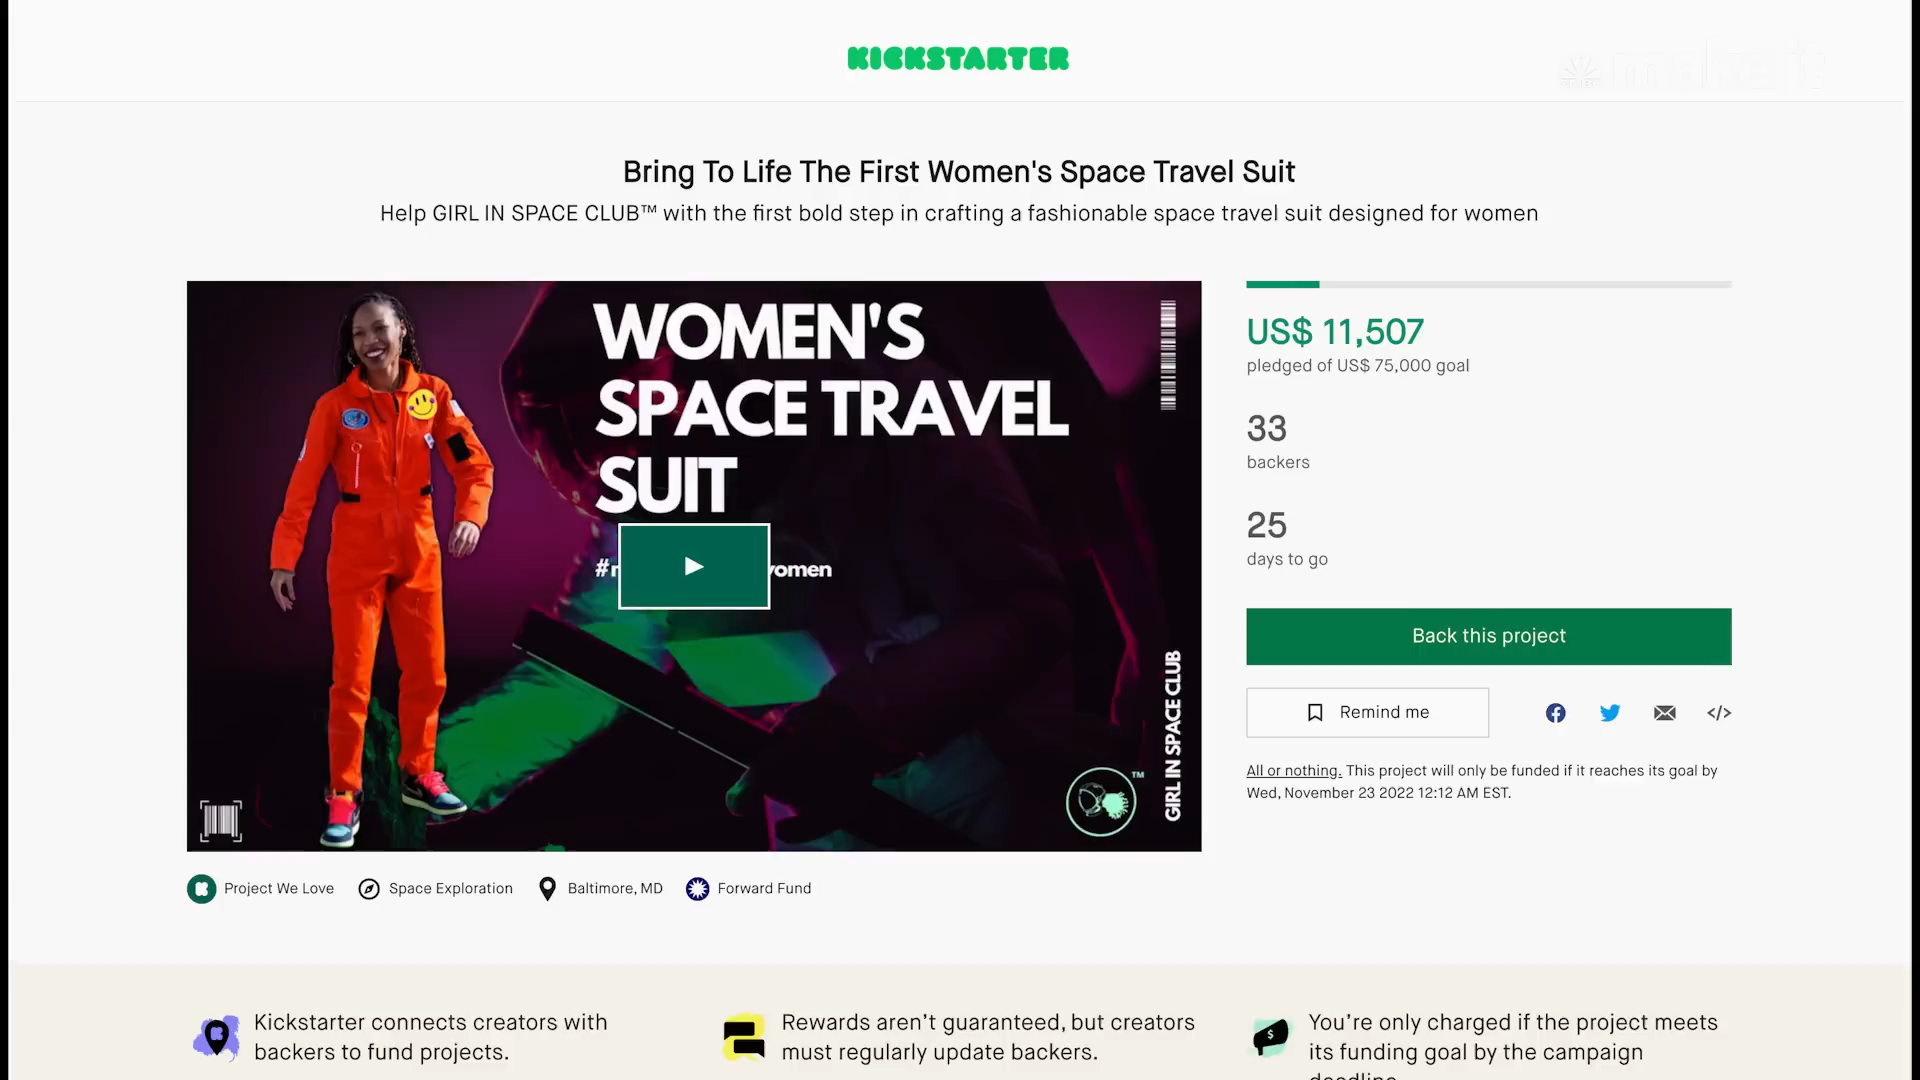 KICKSTARTER
make it
Bring To Life The First Women's Space Travel Suit
Help GIRL IN SPACE CLUB™ with the first bold step in crafting a fashionable space travel suit designed for women
WOMEN'S
SPACE TRAVEL
SUIT
GIRL IN SPACE CLUB
TM
US$ 11,507
pledged of US$ 75,000 goal
33
backers
25
days to go
Back this project
Remind me
All or nothing. This project will only be funded if it reaches its goal by
Wed, November 23 2022 12:12 AM EST.
Project We Love
Space Exploration
Baltimore, MD
Forward Fund
Kickstarter connects creators with
backers to fund projects.
Rewards aren't guaranteed, but creators
must regularly update backers.
You're only charged if the project meets
its funding goal by the campaign
deadline.